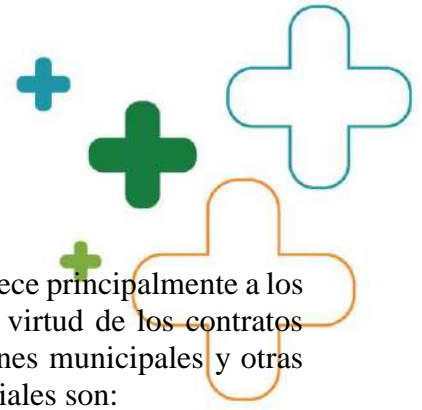 ece principalmente a los
virtud de los contratos
nes municipales y otras
iales son: